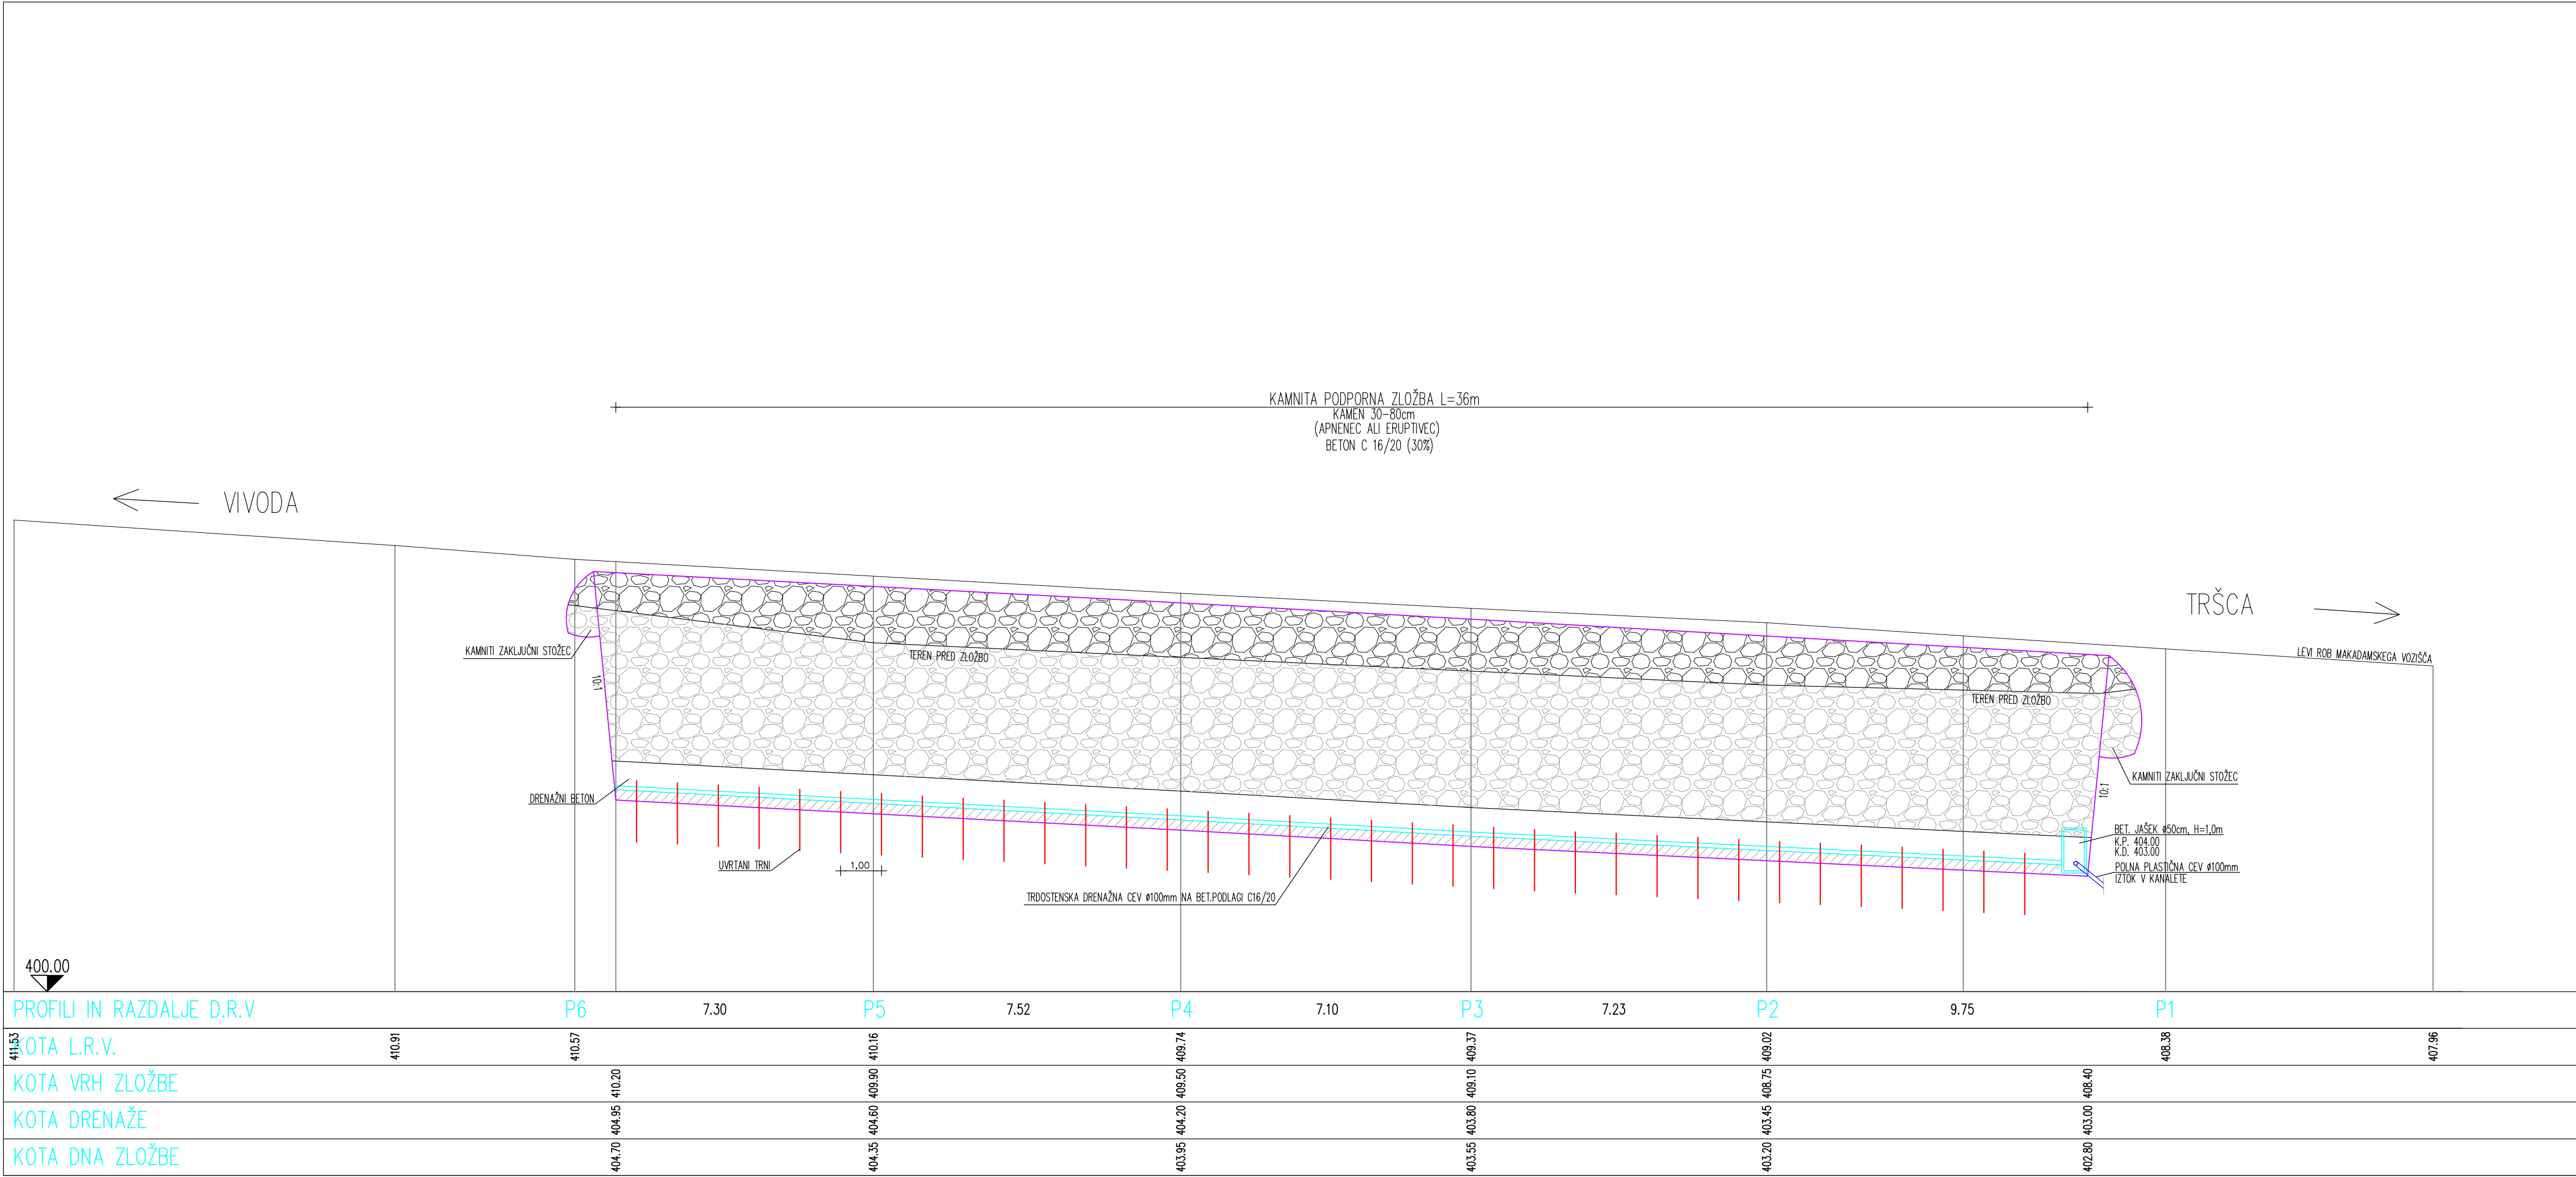 KAMNITA PODPORNA ZLOŽBA L=36m
KAMEN 30-80cm
(APNENEC ALI ERUPTIVEC)
BETON C 16/20 (30%)
VIVODA
TRŠCA
LEVI ROB MAKADAMSKEGA VOZIŠČA
KAMNITI ZAKLJUČNI STOŽEC
TEREN PRED ZLOŽBO
10:1
TEREN PRED ZLOŽBO
KAMNITI ZAKLJUČNI STOŽEC
10:1
DRENAŽNI BETON
BET. JAŠEK ø50cm, H=1,0m
K.P. 404.00
K.D. 403.00
UVRTANI TRNI
1,00
POLNA PLASTIČNA CEV ø100mm
IZTOK V KANALETE
TRDOSTENSKA DRENAŽNA CEV ø100mm NA BET.PODLAGI C16/20
400.00
PROFILI IN RAZDALJE D.R.V P6 7.30 P5 7.52 P4 7.10 P3 7.23 P2 9.75 P1
KOTA L.R.V. 411.53 410.91 410.57 410.16 409.74 409.37 409.02 408.38 407.96
KOTA VRH ZLOŽBE 410.20 409.90 409.50 409.10 408.75 408.40
KOTA DRENAŽE 404.95 404.60 404.20 403.80 403.45 403.00
KOTA DNA ZLOŽBE 404.70 404.35 403.95 403.55 403.20 402.80